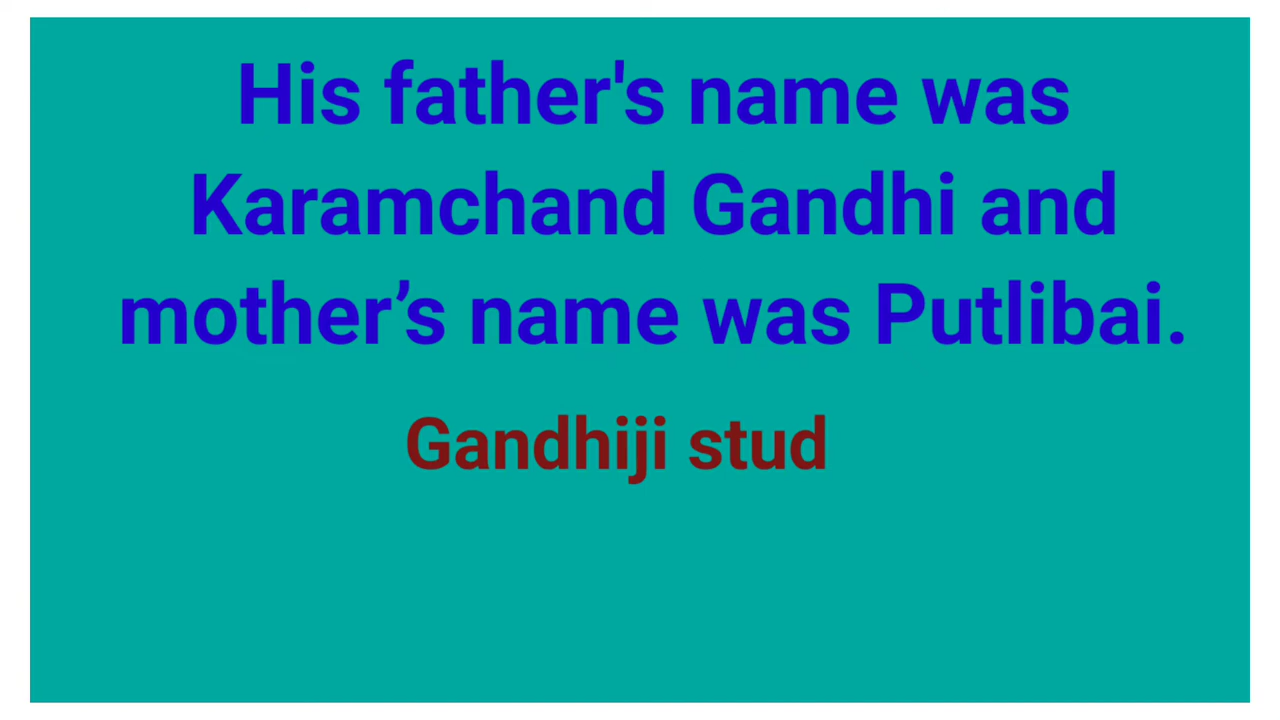 His father's name was
Karamchand Gandhi and
mother’s name was Putlibai.
Gandhiji stud